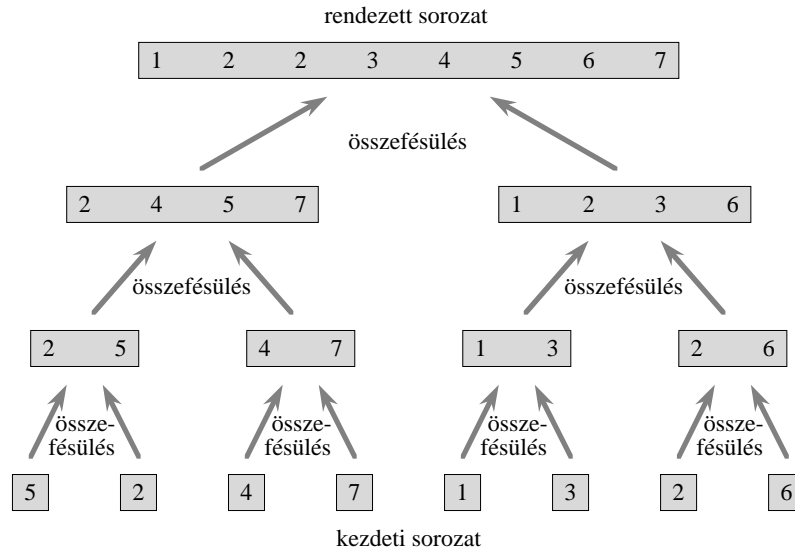 rendezett sorozat
1 2 2 3 4 5 6 7
összefésülés
2 4 5 7
1 2 3 6
összefésülés
összefésülés
2 5
4 7
1 3
2 6
össze-
fésülés
össze-
fésülés
össze-
fésülés
össze-
fésülés
5
2
4
7
1
3
2
6
kezdeti sorozat